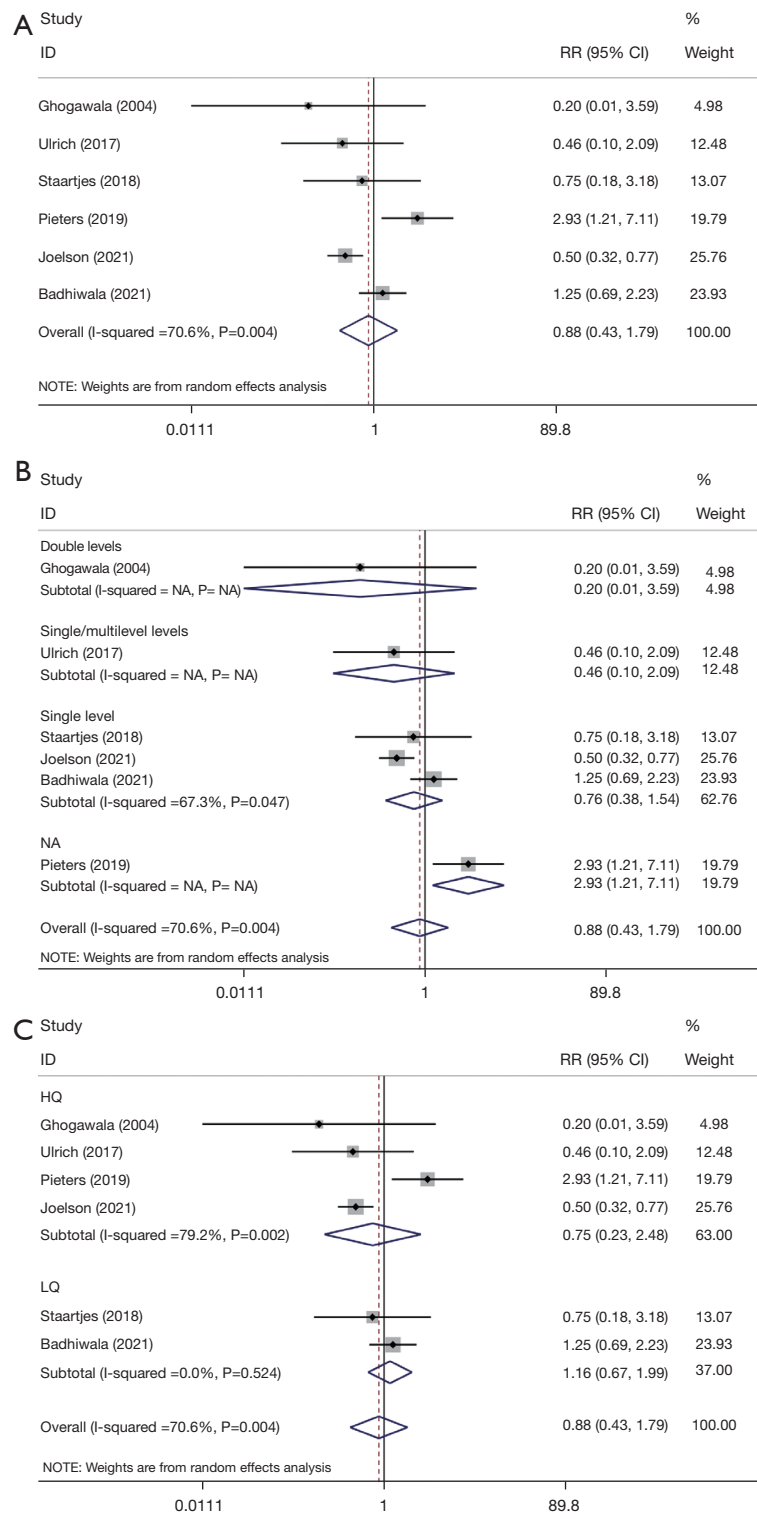 A Study %
ID RR (95% CI) Weight
Ghogawala (2004) 0.20 (0.01, 3.59) 4.98
Ulrich (2017) 0.46 (0.10, 2.09) 12.48
Staartjes (2018) 0.75 (0.18, 3.18) 13.07
Pieters (2019) 2.93 (1.21, 7.11) 19.79
Joelson (2021) 0.50 (0.32, 0.77) 25.76
Badhiwala (2021) 1.25 (0.69, 2.23) 23.93
Overall (I-squared =70.6%, P=0.004) 0.88 (0.43, 1.79) 100.00
NOTE: Weights are from random effects analysis
0.0111 1 89.8
B Study %
ID RR (95% CI) Weight
Double levels
Ghogawala (2004) 0.20 (0.01, 3.59) 4.98
Subtotal (I-squared = NA, P= NA) 0.20 (0.01, 3.59) 4.98
Single/multilevel levels
Ulrich (2017) 0.46 (0.10, 2.09) 12.48
Subtotal (I-squared = NA, P= NA) 0.46 (0.10, 2.09) 12.48
Single level
Staartjes (2018) 0.75 (0.18, 3.18) 13.07
Joelson (2021) 0.50 (0.32, 0.77) 25.76
Badhiwala (2021) 1.25 (0.69, 2.23) 23.93
Subtotal (I-squared =67.3%, P=0.047) 0.76 (0.38, 1.54) 62.76
NA
Pieters (2019) 2.93 (1.21, 7.11) 19.79
Subtotal (I-squared = NA, P= NA) 2.93 (1.21, 7.11) 19.79
Overall (I-squared =70.6%, P=0.004) 0.88 (0.43, 1.79) 100.00
NOTE: Weights are from random effects analysis
0.0111 1 89.8
C Study %
ID RR (95% CI) Weight
HQ
Ghogawala (2004) 0.20 (0.01, 3.59) 4.98
Ulrich (2017) 0.46 (0.10, 2.09) 12.48
Pieters (2019) 2.93 (1.21, 7.11) 19.79
Joelson (2021) 0.50 (0.32, 0.77) 25.76
Subtotal (I-squared =79.2%, P=0.002) 0.75 (0.23, 2.48) 63.00
LQ
Staartjes (2018) 0.75 (0.18, 3.18) 13.07
Badhiwala (2021) 1.25 (0.69, 2.23) 23.93
Subtotal (I-squared =0.0%, P=0.524) 1.16 (0.67, 1.99) 37.00
Overall (I-squared =70.6%, P=0.004) 0.88 (0.43, 1.79) 100.00
NOTE: Weights are from random effects analysis
0.0111 1 89.8